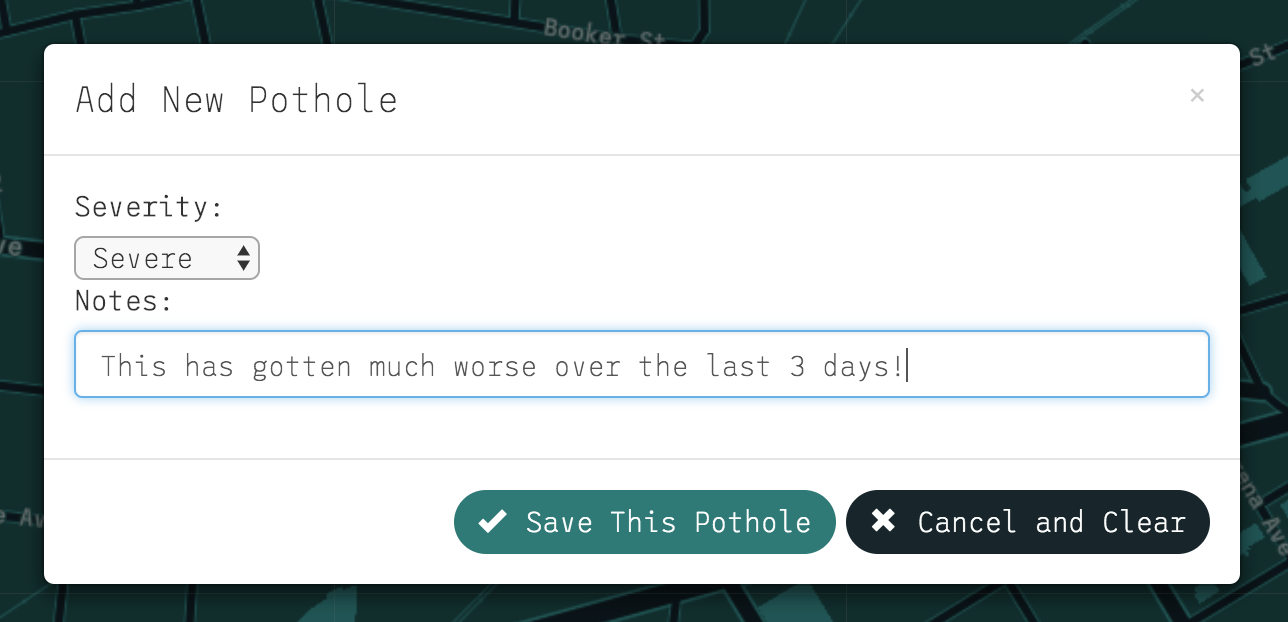 Booker St
St
Add New Pothole
×
Severity:
Severe
ve
Notes:
This has gotten much worse over the last 3 days!
e Av
ena Ave
✔ Save This Pothole
✖ Cancel and Clear